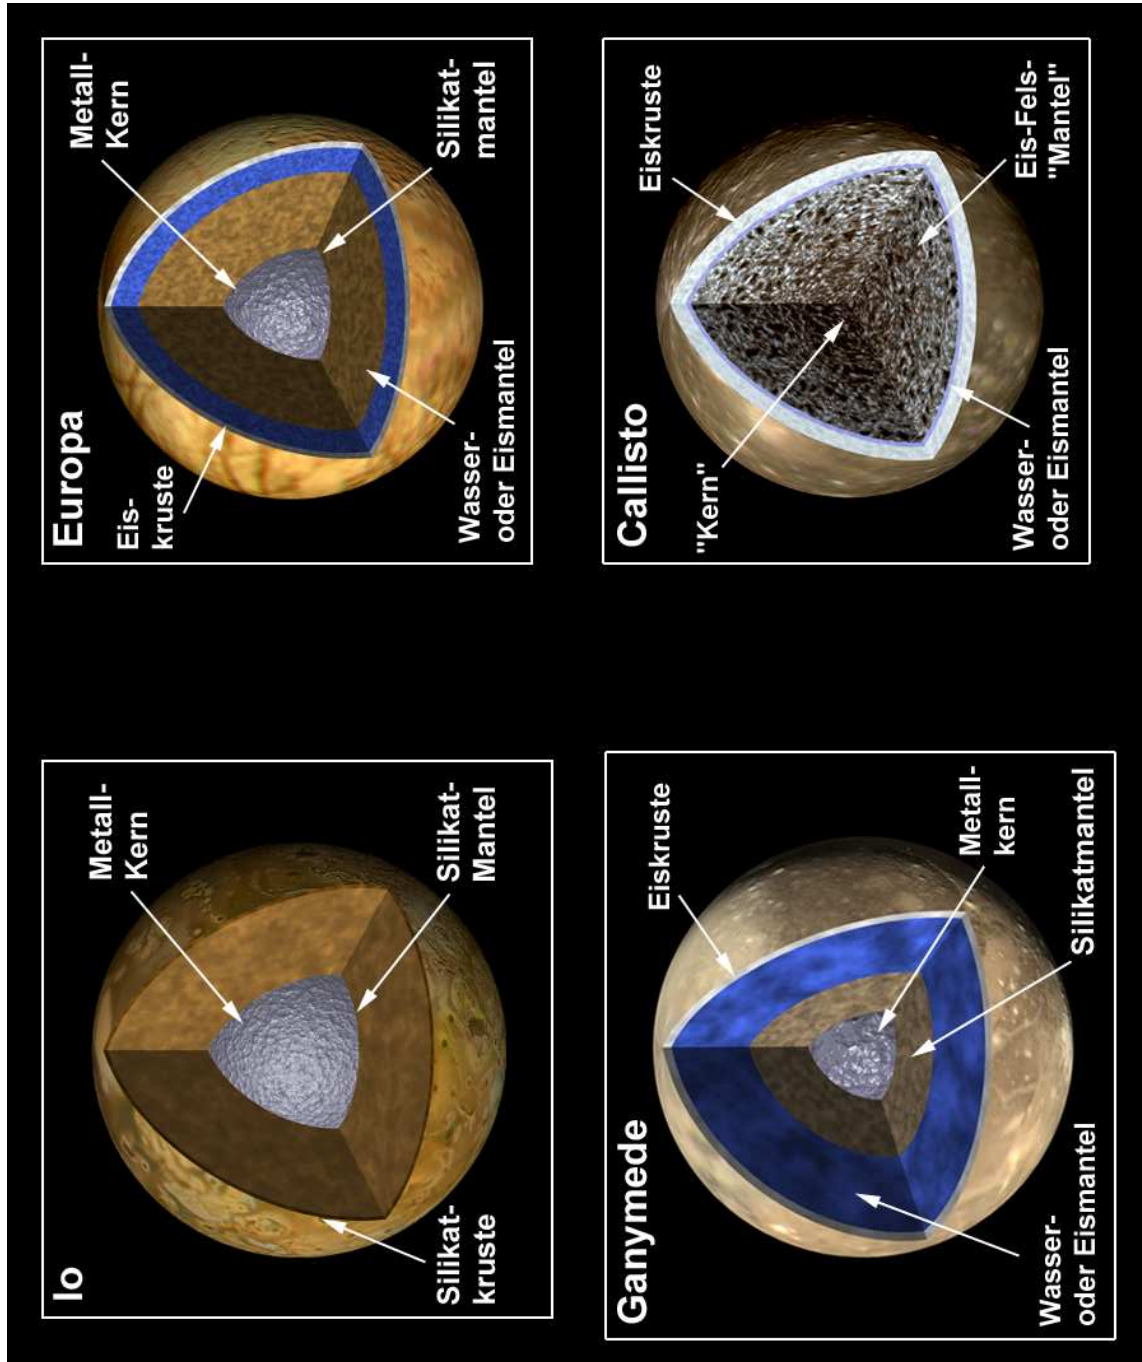 Io
Metall-
Kern
Silikat-
kruste
Silikat-
Mantel
Europa
Metall-
Kern
Eis-
kruste
Silikat-
mantel
Wasser-
oder Eismantel
Ganymede
Eiskruste
Metall-
kern
Wasser-
oder Eismantel
Silikatmantel
Callisto
Eiskruste
"Kern"
Wasser-
oder Eismantel
Eis-Fels-
"Mantel"